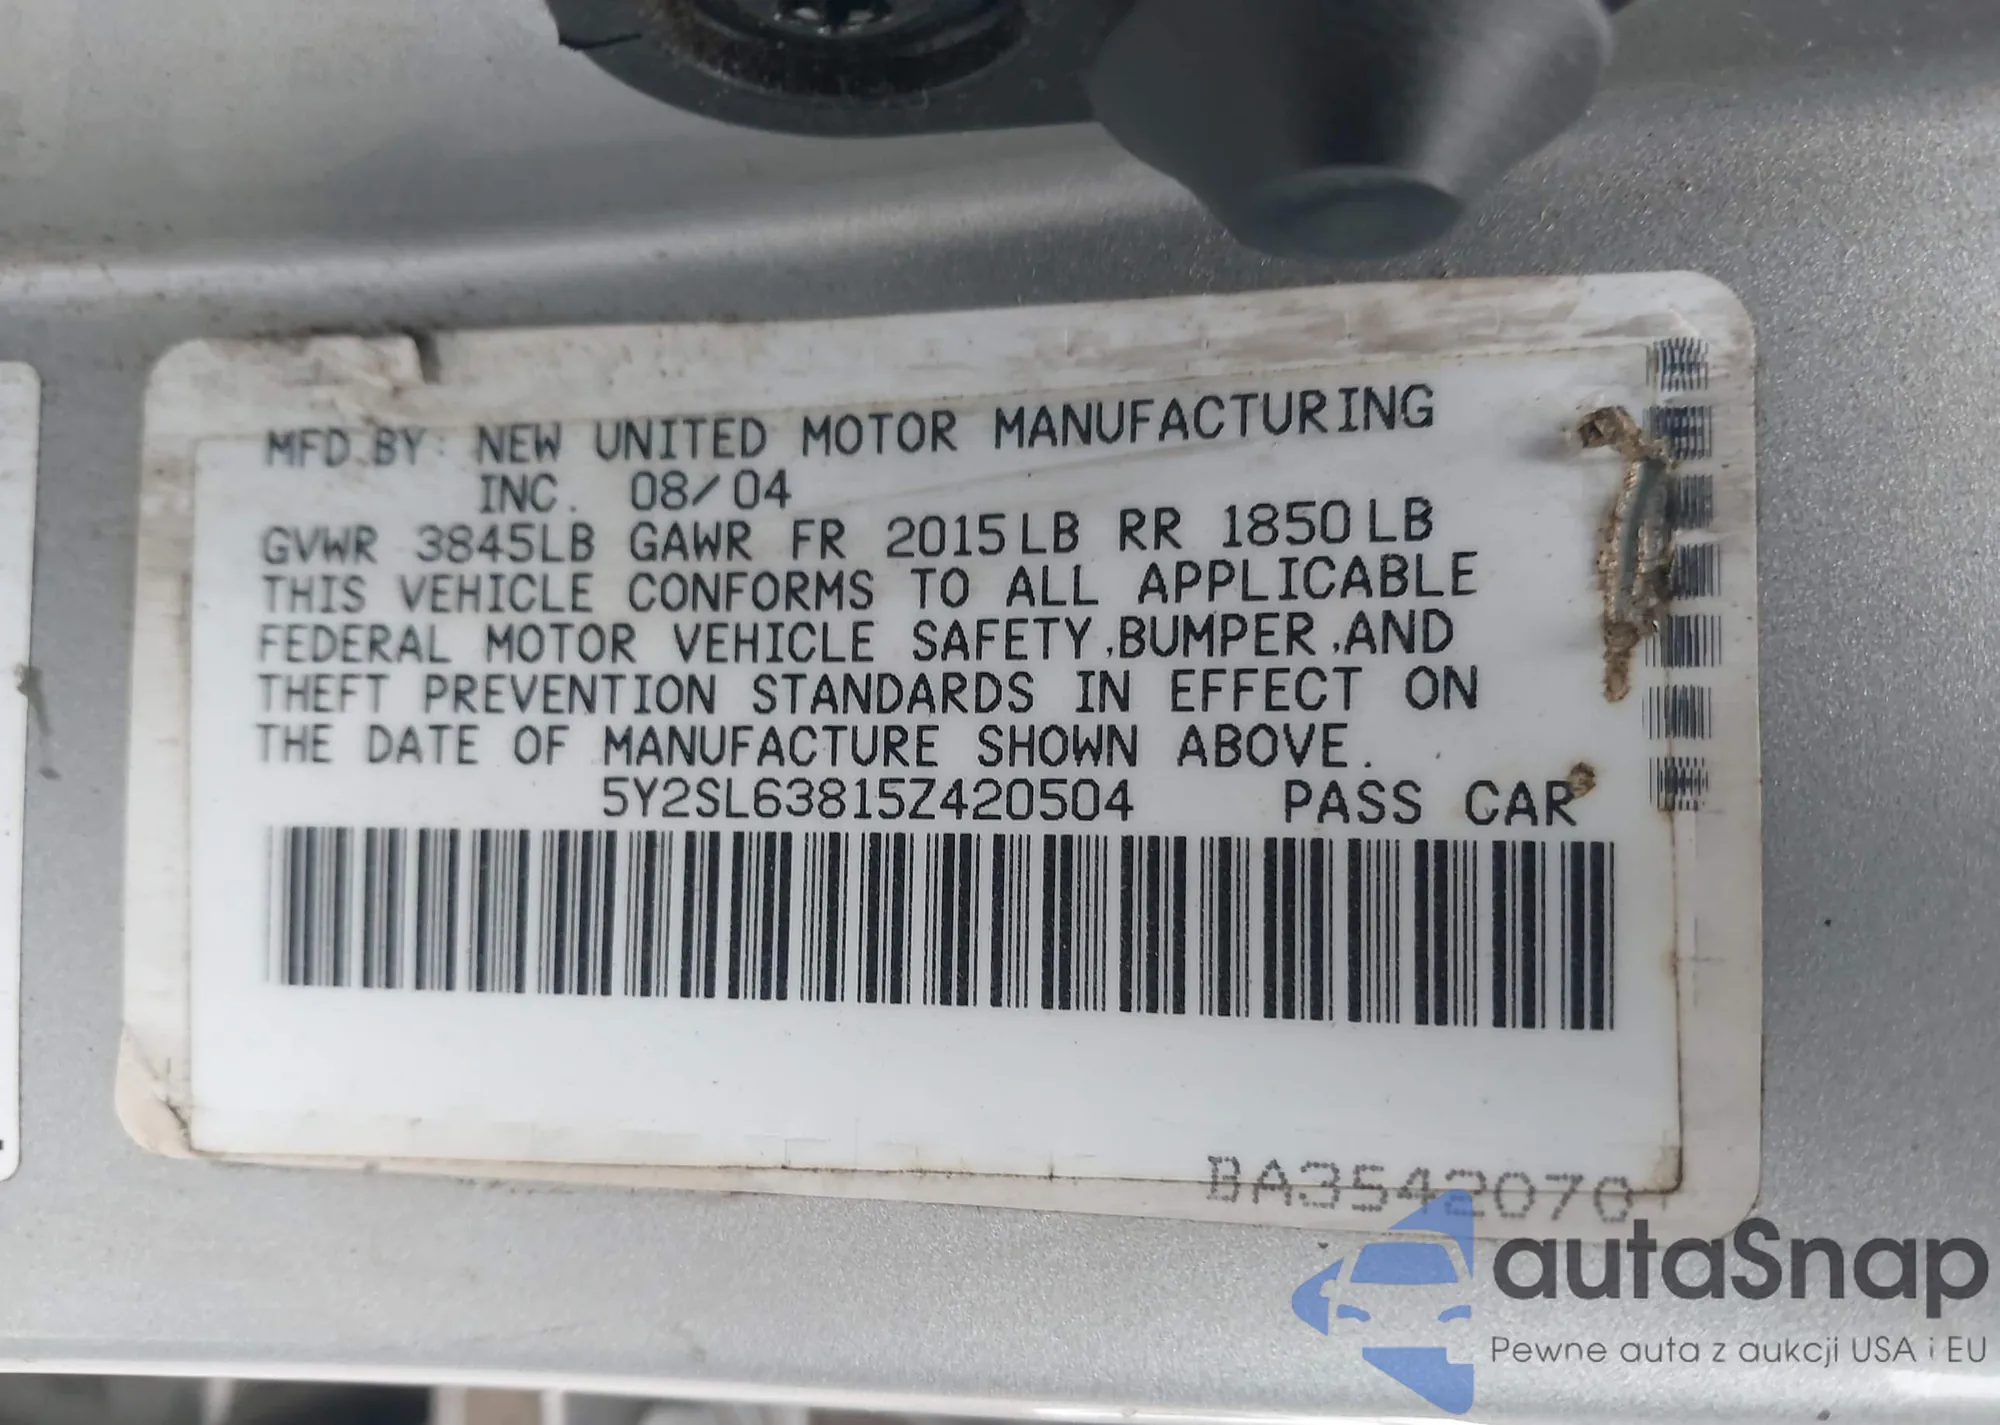 MFD.BY: NEW UNITED MOTOR MANUFACTURING
INC. 08/04
GVWR 3845LB GAWR FR 2015LB RR 1850LB
THIS VEHICLE CONFORMS TO ALL APPLICABLE
FEDERAL MOTOR VEHICLE SAFETY,BUMPER,AND
THEFT PREVENTION STANDARDS IN EFFECT ON
THE DATE OF MANUFACTURE SHOWN ABOVE.
5Y2SL63815Z420504 PASS CAR
BA3542070
autaSnap
Pewne auta z aukcji USA i EU